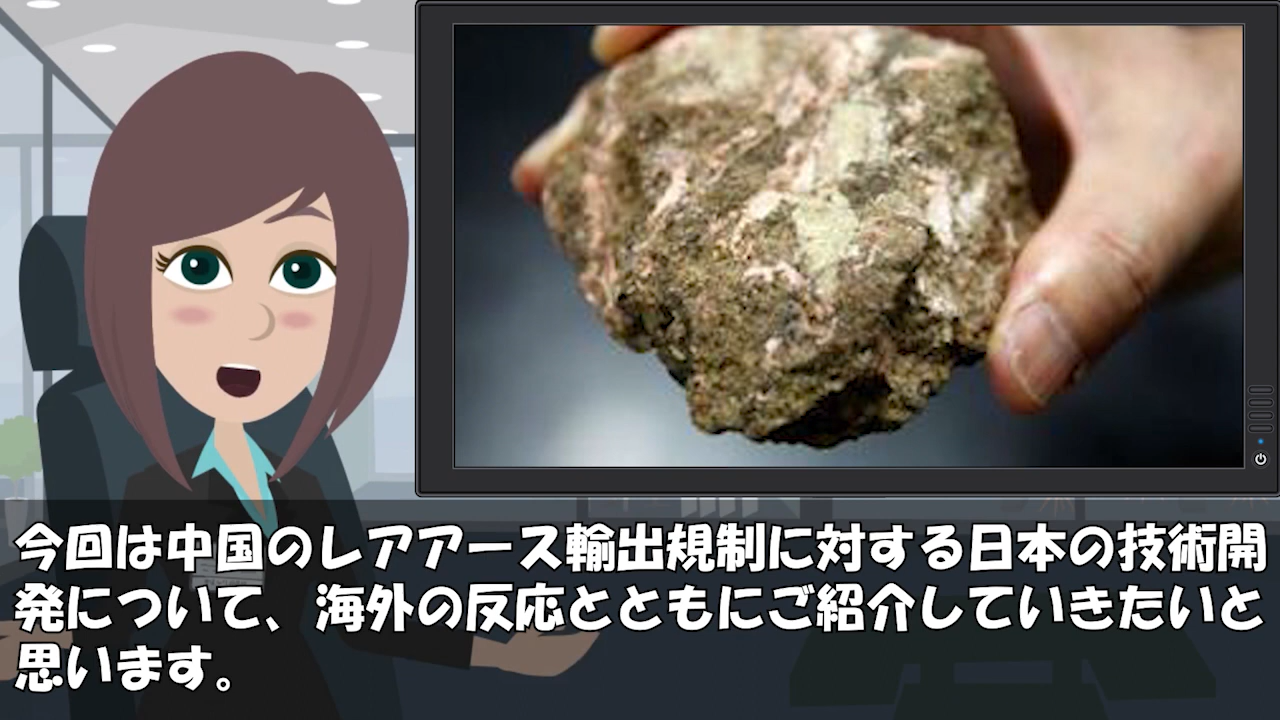 今回は中国のレアアース輸出規制に対する日本の技術開
発について、海外の反応とともにご紹介していきたいと
思います。